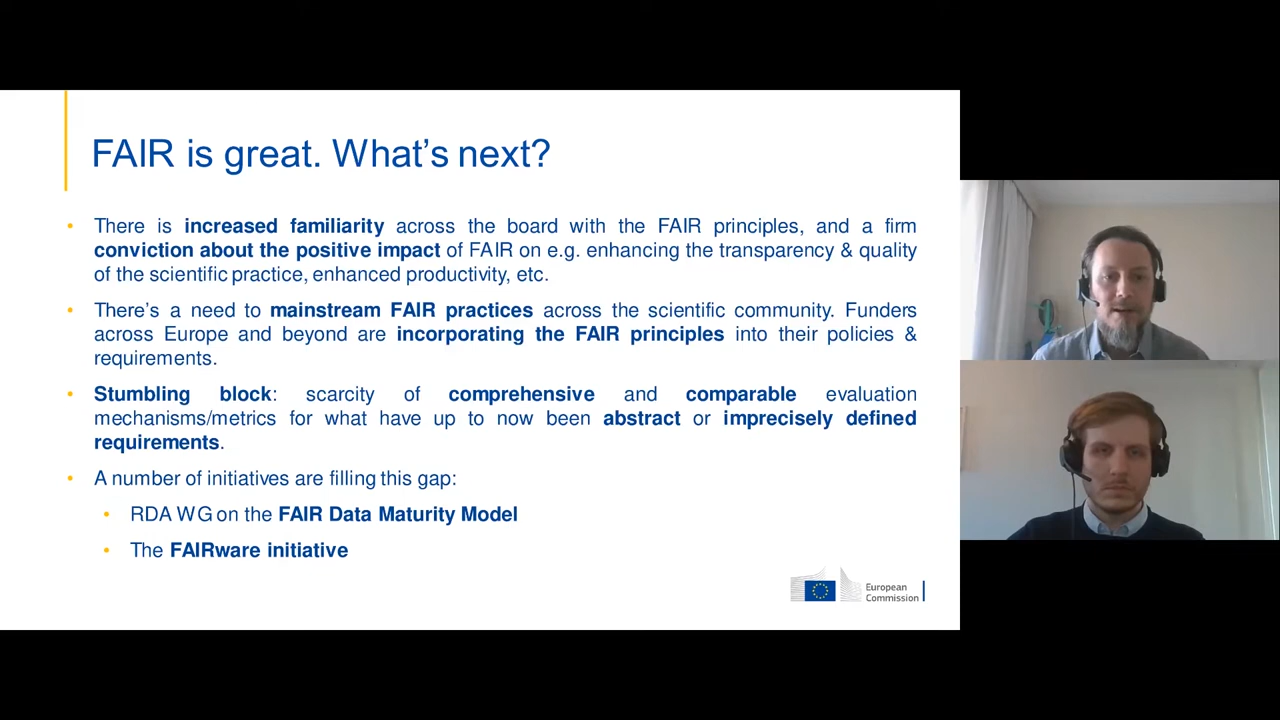 FAIR is great. What's next?
• There is increased familiarity across the board with the FAIR principles, and a firm
conviction about the positive impact of FAIR on e.g. enhancing the transparency & quality
of the scientific practice, enhanced productivity, etc.
• There's a need to mainstream FAIR practices across the scientific community. Funders
across Europe and beyond are incorporating the FAIR principles into their policies &
requirements.
• Stumbling block: scarcity of comprehensive and comparable evaluation
mechanisms/metrics for what have up to now been abstract or imprecisely defined
requirements.
• A number of initiatives are filling this gap:
• RDA WG on the FAIR Data Maturity Model
• The FAIRware initiative
European
Commission